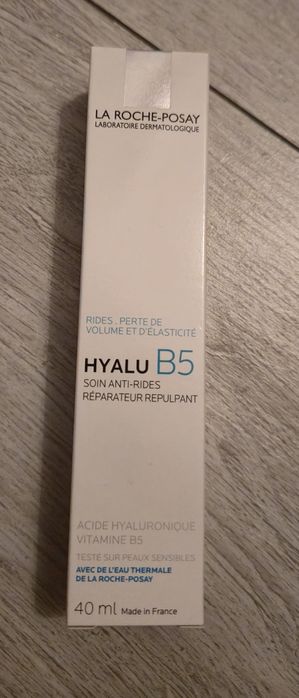 LA ROCHE-POSAY
LABORATOIRE DERMATOLOGIQUE
RIDES . PERTE DE
VOLUME ET D'ÉLASTICITÉ
HYALU B5
SOIN ANTI-RIDES
RÉPARATEUR REPULPANT
ACIDE HYALURONIQUE
VITAMINE B5
TESTÉ SUR PEAUX SENSIBLES
AVEC DE L'EAU THERMALE
DE LA ROCHE-POSAY
40 ml Made in France